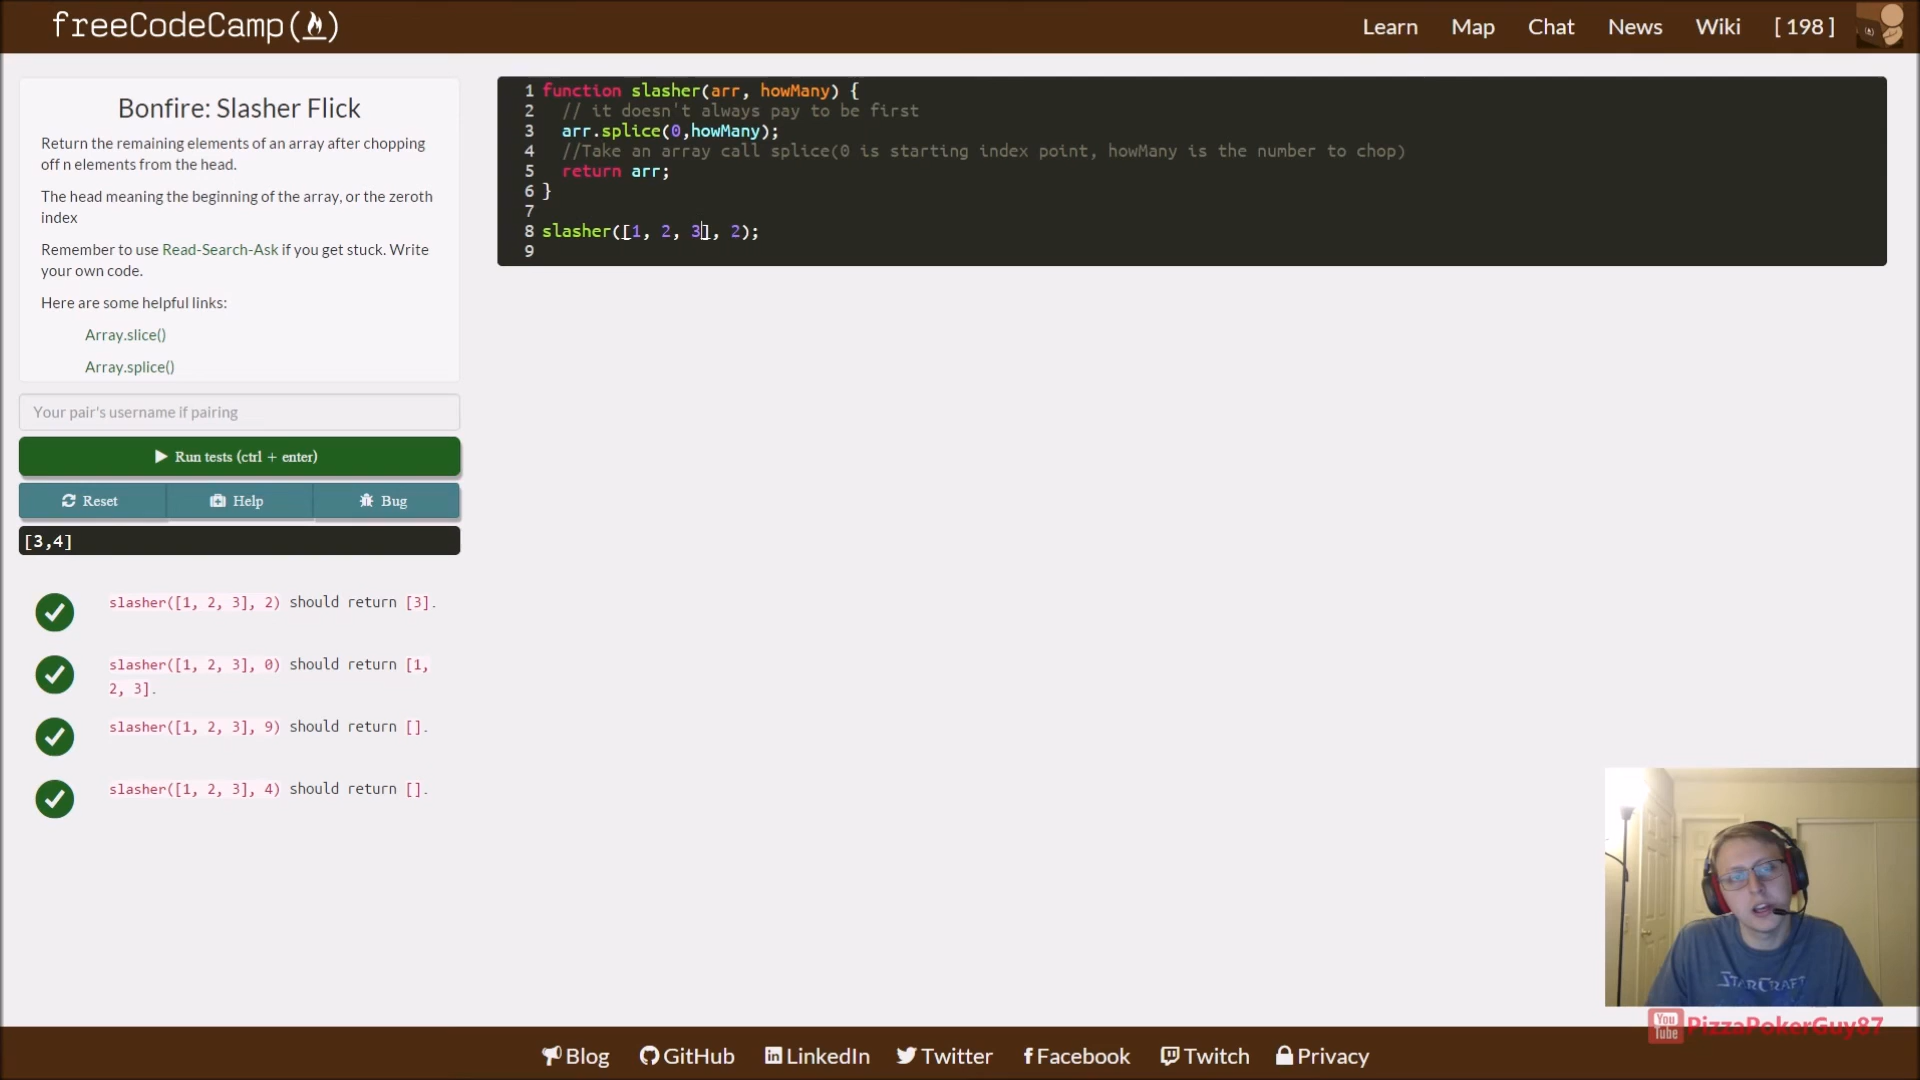 freeCodeCamp(🔥)
Learn Map Chat News Wiki [ 198 ]
Bonfire: Slasher Flick
Return the remaining elements of an array after chopping
off n elements from the head.
The head meaning the beginning of the array, or the zeroth
index
Remember to use Read-Search-Ask if you get stuck. Write
your own code.
Here are some helpful links:
Array.slice()
Array.splice()
Your pair's username if pairing
Run tests (ctrl + enter)
Reset Help Bug
[3,4]
slasher([1, 2, 3], 2) should return [3].
slasher([1, 2, 3], 0) should return [1,
2, 3].
slasher([1, 2, 3], 9) should return [].
slasher([1, 2, 3], 4) should return [].
1 function slasher(arr, howMany) {
2 // it doesn't always pay to be first
3 arr.splice(0,howMany);
4 //Take an array call splice(0 is starting index point, howMany is the number to chop)
5 return arr;
6 }
7
8 slasher([1, 2, 3], 2);
9
STARCRAFT
You Tube PizzaPokerGuy87
Blog GitHub LinkedIn Twitter Facebook Twitch Privacy